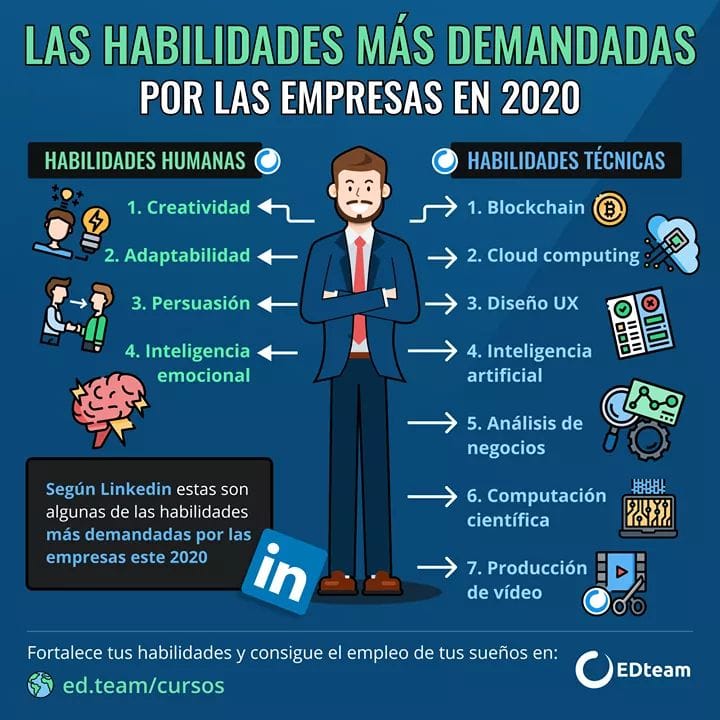 LAS HABILIDADES MÁS DEMANDADAS
POR LAS EMPRESAS EN 2020
HABILIDADES HUMANAS
1. Creatividad
2. Adaptabilidad
3. Persuasión
4. Inteligencia
emocional
HABILIDADES TÉCNICAS
1. Blockchain
2. Cloud computing
3. Diseño UX
4. Inteligencia
artificial
5. Análisis de
negocios
6. Computación
científica
7. Producción
de vídeo
Según Linkedin estas son
algunas de las habilidades
más demandadas por las
empresas este 2020
in
Fortalece tus habilidades y consigue el empleo de tus sueños en:
ed.team/cursos
EDteam